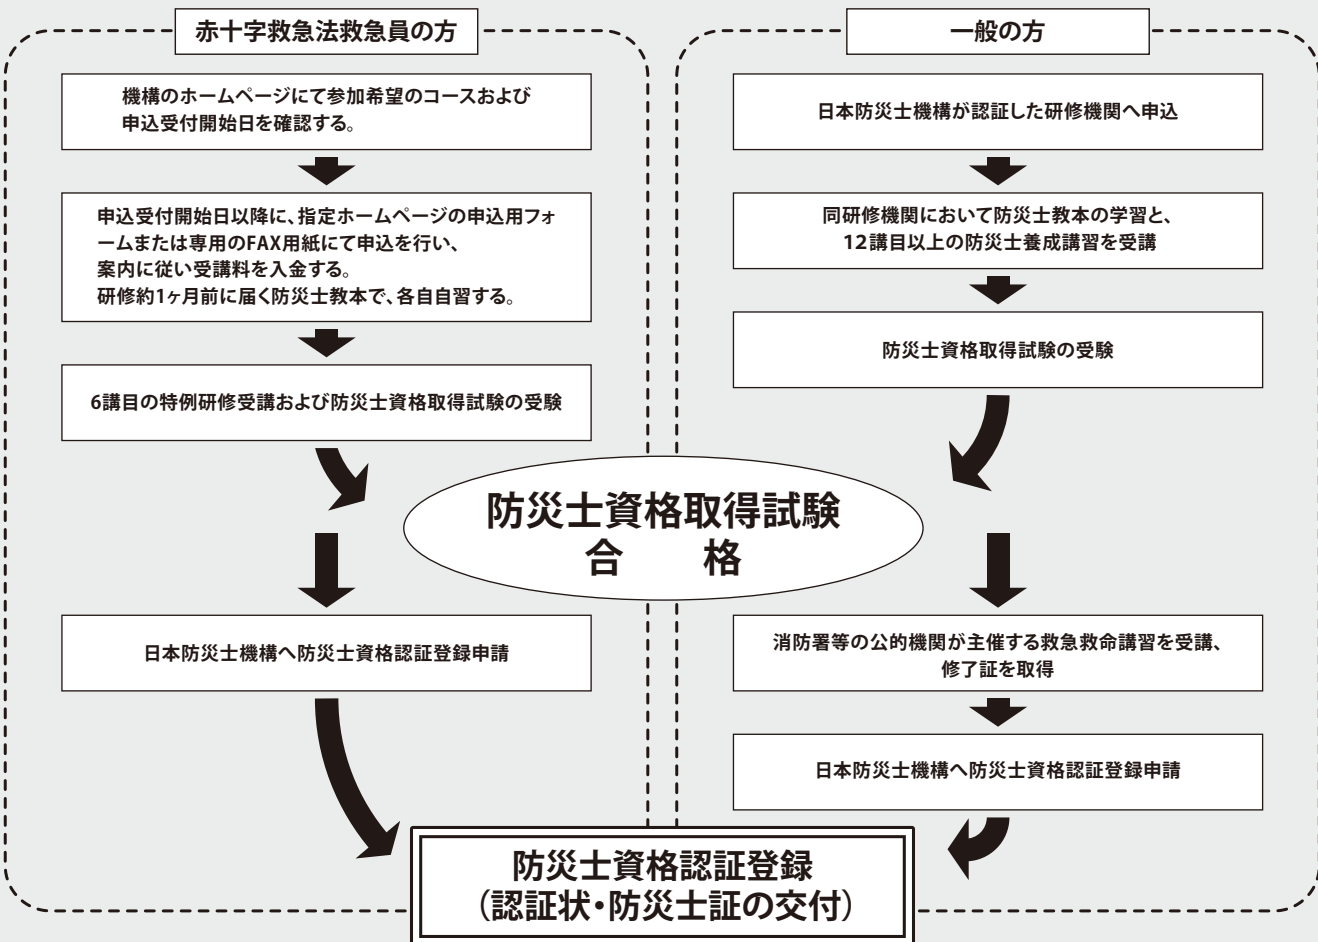 赤十字救急法救急員の方
機構のホームページにて参加希望のコースおよび
申込受付開始日を確認する。
申込受付開始日以降に、指定ホームページの申込用フォ
ームまたは専用のFAX用紙にて申込を行い、
案内に従い受講料を入金する。
研修約1ヶ月前に届く防災士教本で、各自自習する。
6講目の特例研修受講および防災士資格取得試験の受験
一般の方
日本防災士機構が認証した研修機関へ申込
同研修機関において防災士教本の学習と、
12講目以上の防災士養成講習を受講
防災士資格取得試験の受験
防災士資格取得試験
合　格
日本防災士機構へ防災士資格認証登録申請
消防署等の公的機関が主催する救急救命講習を受講、
修了証を取得
日本防災士機構へ防災士資格認証登録申請
防災士資格認証登録
（認証状・防災士証の交付）